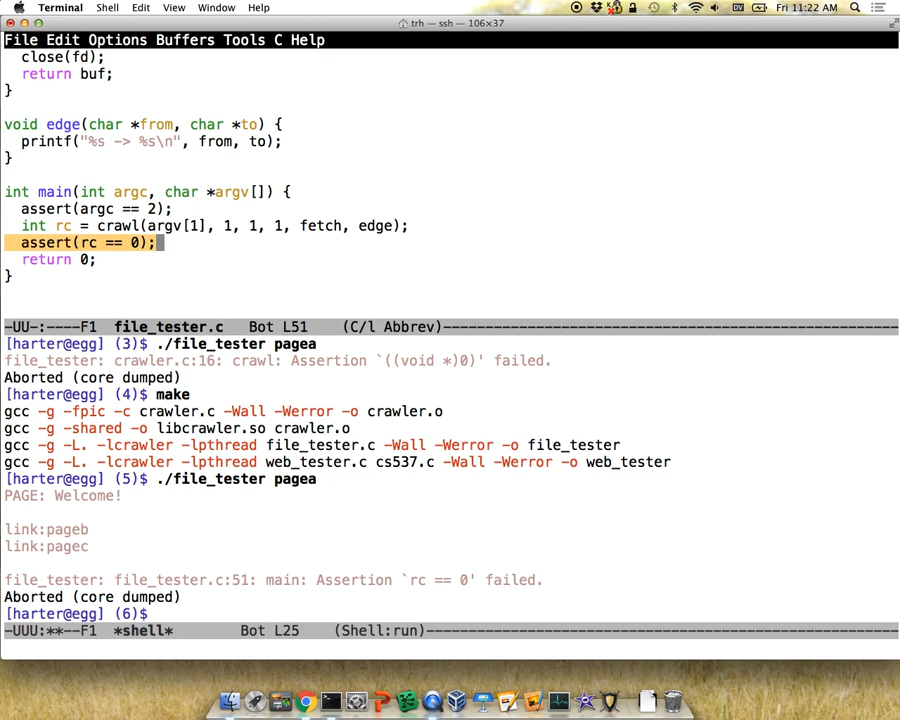 Terminal Shell Edit View Window Help DV Fri 11:22 AM
trh — ssh — 106×37
File Edit Options Buffers Tools C Help
close(fd);
return buf;
}
void edge(char *from, char *to) {
printf("%s -> %s\n", from, to);
}
int main(int argc, char *argv[]) {
assert(argc == 2);
int rc = crawl(argv[1], 1, 1, 1, fetch, edge);
assert(rc == 0);
return 0;
}
-UU-:----F1 file_tester.c Bot L51 (C/l Abbrev)
[harter@egg] (3)$ ./file_tester pagea
file_tester: crawler.c:16: crawl: Assertion `((void *)0)' failed.
Aborted (core dumped)
[harter@egg] (4)$ make
gcc -g -fpic -c crawler.c -Wall -Werror -o crawler.o
gcc -g -shared -o libcrawler.so crawler.o
gcc -g -L. -lcrawler -lpthread file_tester.c -Wall -Werror -o file_tester
gcc -g -L. -lcrawler -lpthread web_tester.c cs537.c -Wall -Werror -o web_tester
[harter@egg] (5)$ ./file_tester pagea
PAGE: Welcome!
link:pageb
link:pagec
file_tester: file_tester.c:51: main: Assertion `rc == 0' failed.
Aborted (core dumped)
[harter@egg] (6)$
-UUU:**--F1 *shell* Bot L25 (Shell:run)